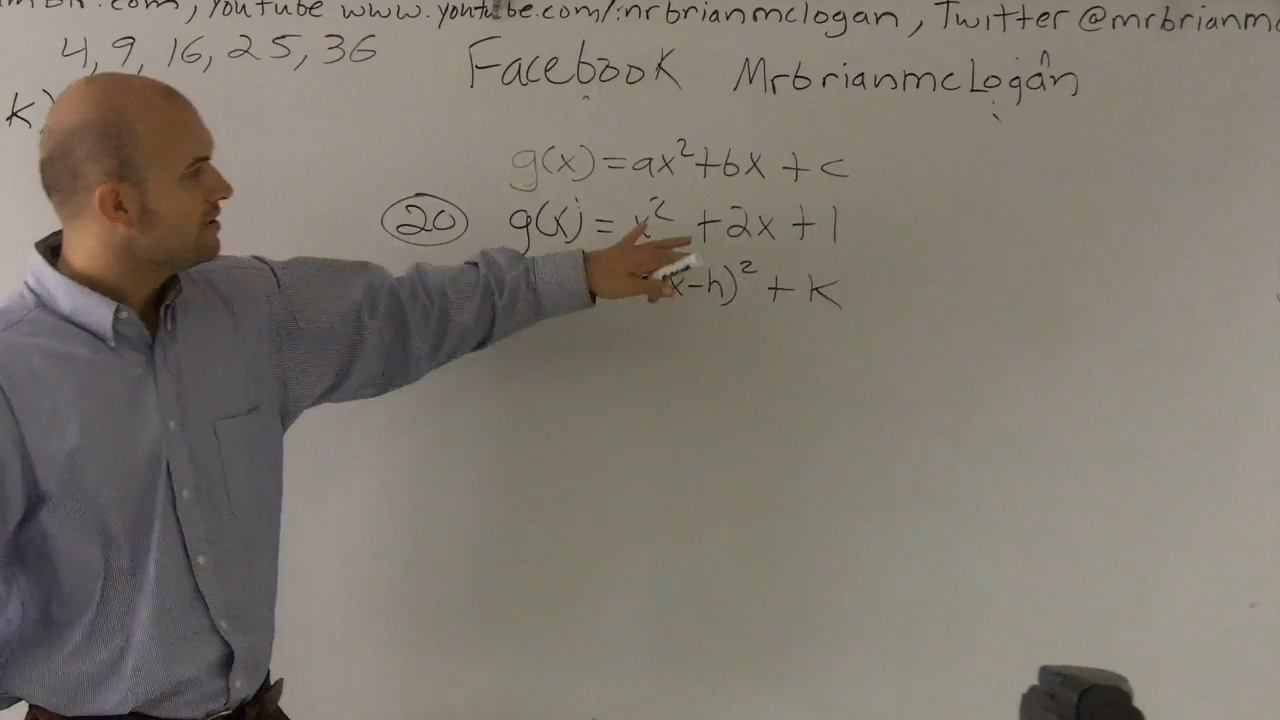 , YouTube www.youtube.com/mrbrianmclogan, Twitter @mrbrianmc
4, 9, 16, 25, 36
Facebook MrbrianmcLogan
K)
g(x) = ax² + bx + c
20 g(x) = x² + 2x + 1
x-h)² + K